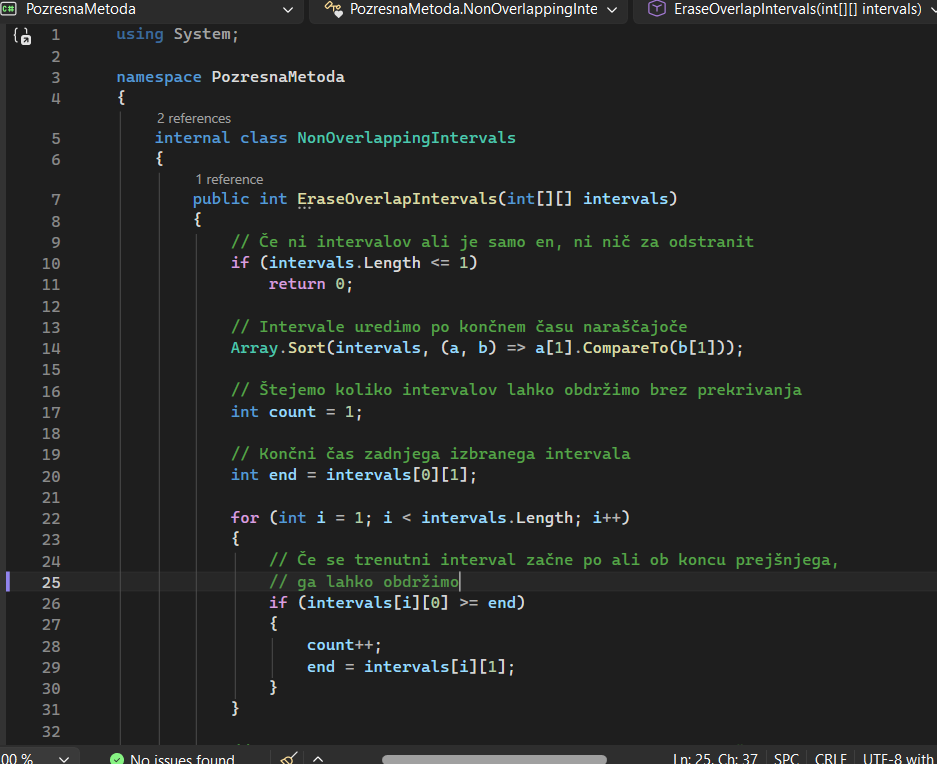 C# PozresnaMetoda PozresnaMetoda.NonOverlappingInte EraseOverlapIntervals(int[][] intervals)
1 using System;
2
3 namespace PozresnaMetoda
4 {
2 references
5 internal class NonOverlappingIntervals
6 {
1 reference
7 public int EraseOverlapIntervals(int[][] intervals)
8 {
9 // Če ni intervalov ali je samo en, ni nič za odstranit
10 if (intervals.Length <= 1)
11 return 0;
12
13 // Intervale uredimo po končnem času naraščajoče
14 Array.Sort(intervals, (a, b) => a[1].CompareTo(b[1]));
15
16 // Štejemo koliko intervalov lahko obdržimo brez prekrivanja
17 int count = 1;
18
19 // Končni čas zadnjega izbranega intervala
20 int end = intervals[0][1];
21
22 for (int i = 1; i < intervals.Length; i++)
23 {
24 // Če se trenutni interval začne po ali ob koncu prejšnjega,
25 // ga lahko obdržimo
26 if (intervals[i][0] >= end)
27 {
28 count++;
29 end = intervals[i][1];
30 }
31 }
32
00 % No issues found Ln: 25, Ch: 37 SPC CRLF UTF-8 with